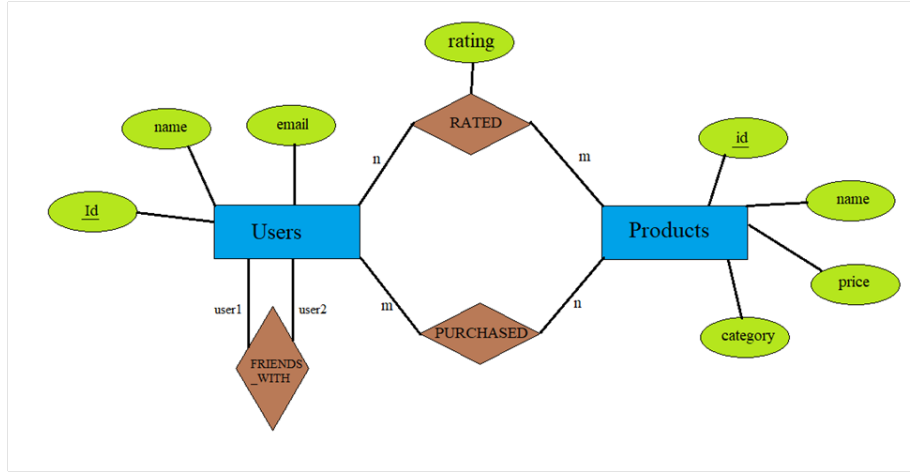 rating
name
email
RATED
id
n
m
Id
name
Users
Products
price
user1
user2
m
n
PURCHASED
category
FRIENDS
_WITH